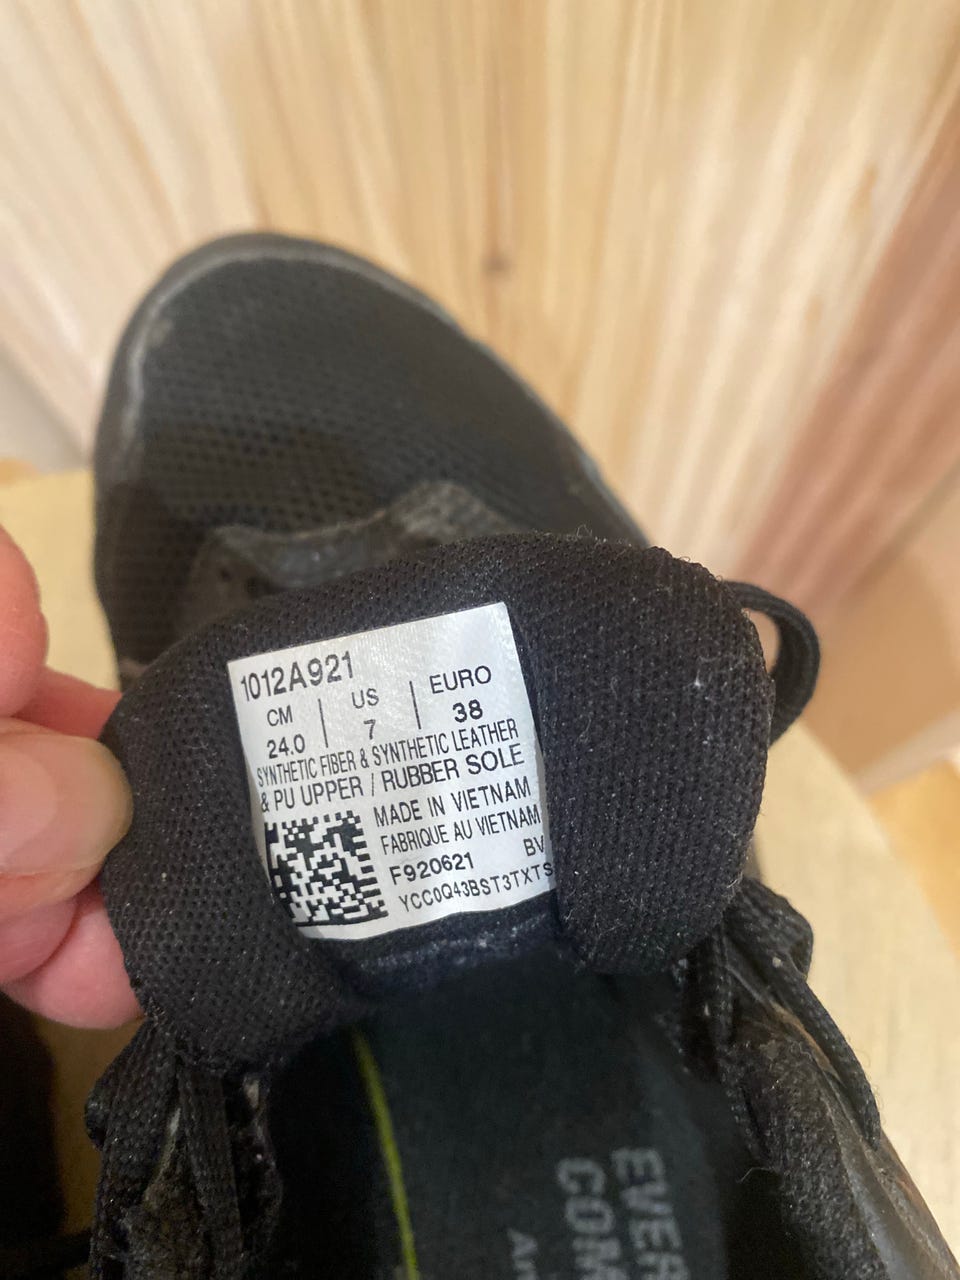 1012A921
CM | US | EURO
24.0 | 7 | 38
SYNTHETIC FIBER & SYNTHETIC LEATHER
& PU UPPER / RUBBER SOLE
MADE IN VIETNAM
FABRIQUE AU VIETNAM
F920621 BV
YCC0Q43BST3TXTS
EVER
COM